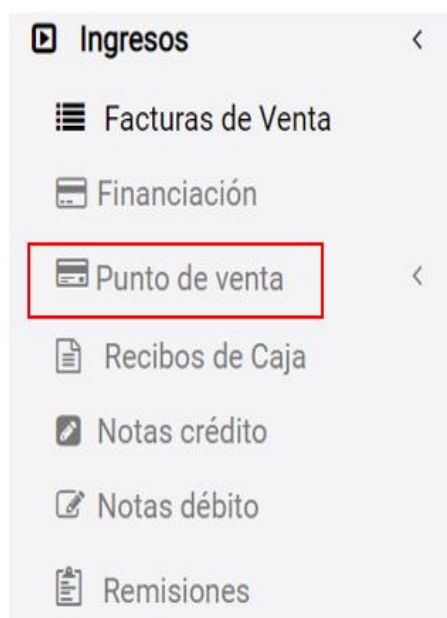 Ingresos
Facturas de Venta
Financiación
Punto de venta
Recibos de Caja
Notas crédito
Notas débito
Remisiones